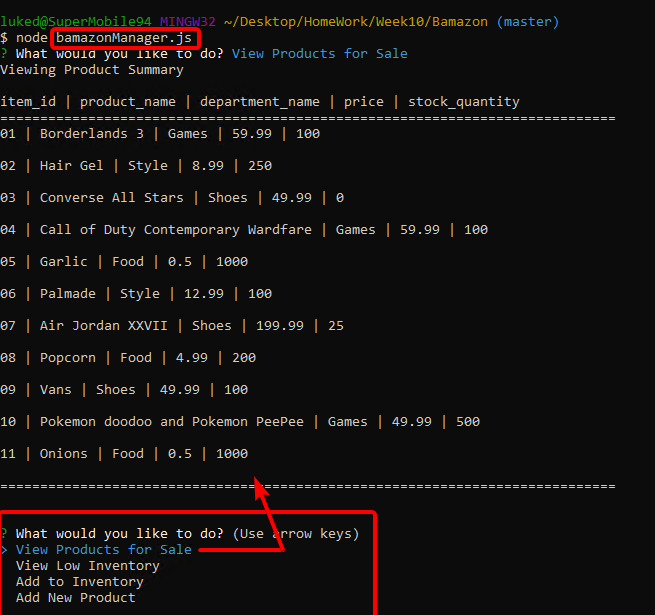 luked@SuperMobile94 MINGW32 ~/Desktop/HomeWork/Week10/Bamazon (master)
$ node bamazonManager.js
? What would you like to do? View Products for Sale
Viewing Product Summary
item_id | product_name | department_name | price | stock_quantity
=============================================================================
01 | Borderlands 3 | Games | 59.99 | 100
02 | Hair Gel | Style | 8.99 | 250
03 | Converse All Stars | Shoes | 49.99 | 0
04 | Call of Duty Contemporary Wardfare | Games | 59.99 | 100
05 | Garlic | Food | 0.5 | 1000
06 | Palmade | Style | 12.99 | 100
07 | Air Jordan XXVII | Shoes | 199.99 | 25
08 | Popcorn | Food | 4.99 | 200
09 | Vans | Shoes | 49.99 | 100
10 | Pokemon doodoo and Pokemon PeePee | Games | 49.99 | 500
11 | Onions | Food | 0.5 | 1000
=============================================================================
? What would you like to do? (Use arrow keys)
> View Products for Sale
View Low Inventory
Add to Inventory
Add New Product